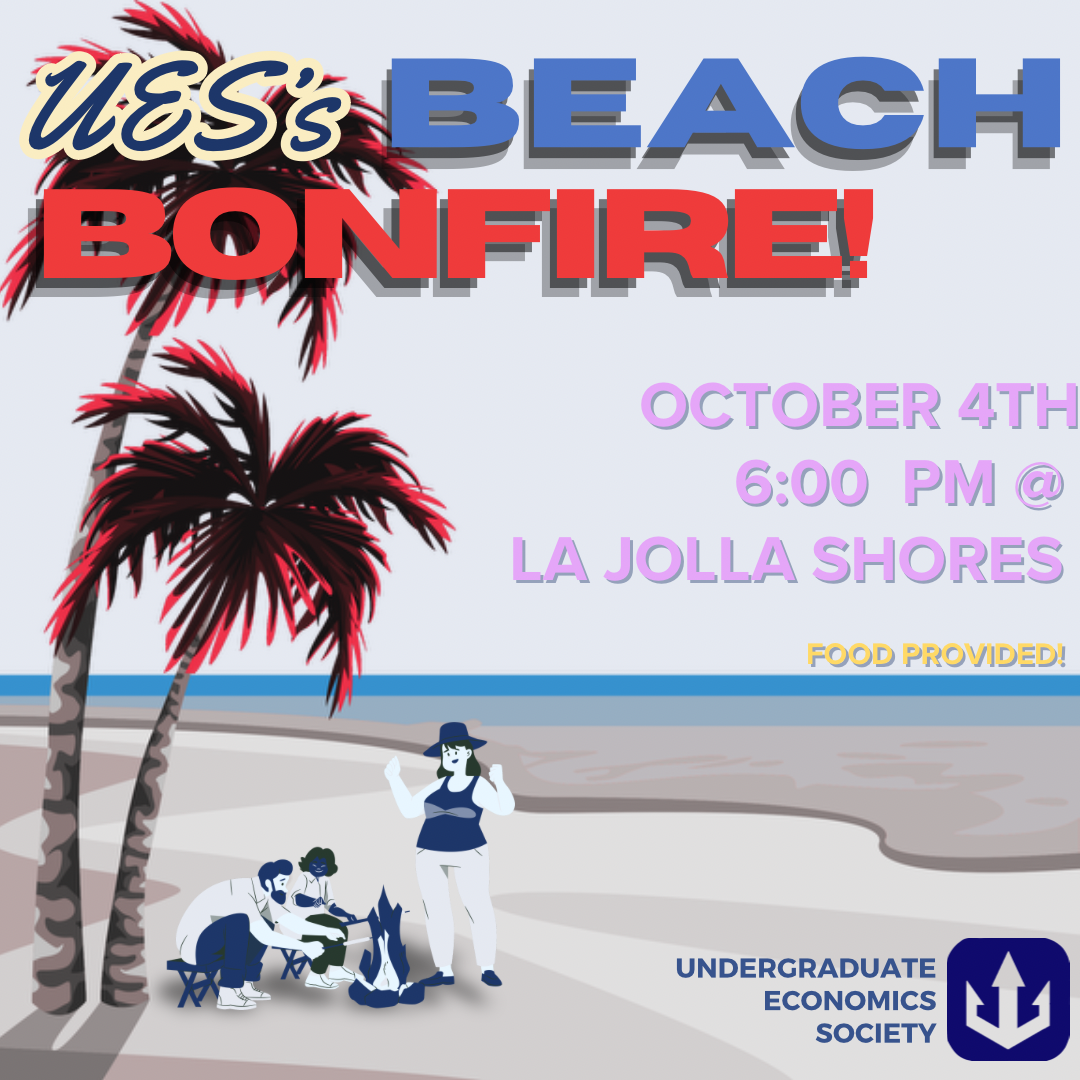 UES's BEACH
BONFIRE!
OCTOBER 4TH
6:00 PM @
LA JOLLA SHORES
FOOD PROVIDED!
UNDERGRADUATE
ECONOMICS
SOCIETY